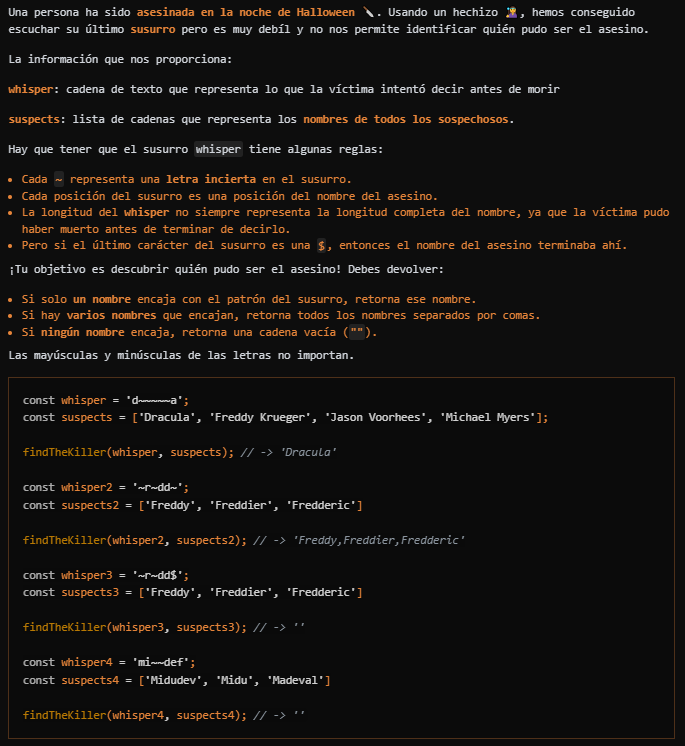 Una persona ha sido asesinada en la noche de Halloween 🔪. Usando un hechizo 🧙‍♀️, hemos conseguido
escuchar su último susurro pero es muy debíl y no nos permite identificar quién pudo ser el asesino.
La información que nos proporciona:
whisper: cadena de texto que representa lo que la víctima intentó decir antes de morir
suspects: lista de cadenas que representa los nombres de todos los sospechosos.
Hay que tener que el susurro whisper tiene algunas reglas:
• Cada ~ representa una letra incierta en el susurro.
• Cada posición del susurro es una posición del nombre del asesino.
• La longitud del whisper no siempre representa la longitud completa del nombre, ya que la víctima pudo
haber muerto antes de terminar de decirlo.
• Pero si el último carácter del susurro es una $, entonces el nombre del asesino terminaba ahí.
¡Tu objetivo es descubrir quién pudo ser el asesino! Debes devolver:
• Si solo un nombre encaja con el patrón del susurro, retorna ese nombre.
• Si hay varios nombres que encajan, retorna todos los nombres separados por comas.
• Si ningún nombre encaja, retorna una cadena vacía ("").
Las mayúsculas y minúsculas de las letras no importan.
const whisper = 'd~~~~~a';
const suspects = ['Dracula', 'Freddy Krueger', 'Jason Voorhees', 'Michael Myers'];
findTheKiller(whisper, suspects); // -> 'Dracula'
const whisper2 = '~r~dd~';
const suspects2 = ['Freddy', 'Freddier', 'Fredderic']
findTheKiller(whisper2, suspects2); // -> 'Freddy,Freddier,Fredderic'
const whisper3 = '~r~dd$';
const suspects3 = ['Freddy', 'Freddier', 'Fredderic']
findTheKiller(whisper3, suspects3); // -> ''
const whisper4 = 'mi~~def';
const suspects4 = ['Midudev', 'Midu', 'Madeval']
findTheKiller(whisper4, suspects4); // -> ''